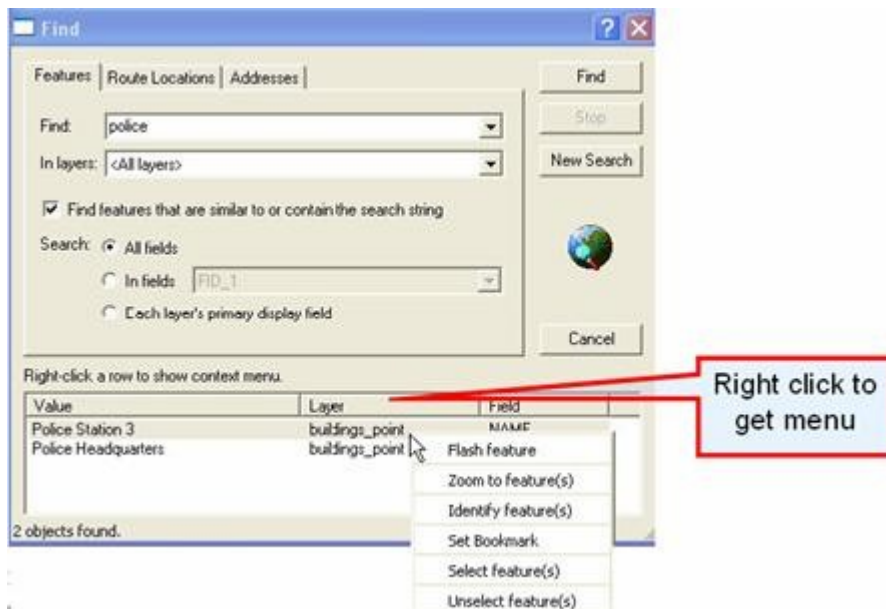 Find
Features Route Locations Addresses
Find
Find: police
Stop
In layers: <All layers>
New Search
Find features that are similar to or contain the search string
Search: All fields
In fields FID_1
Each layer's primary display field
Cancel
Right-click a row to show context menu.
Right click to
get menu
Value Layer Field
Police Station 3 buildings_point NAME
Police Headquarters buildings_point
Flash feature
Zoom to feature(s)
Identify feature(s)
2 objects found.
Set Bookmark
Select feature(s)
Unselect feature(s)